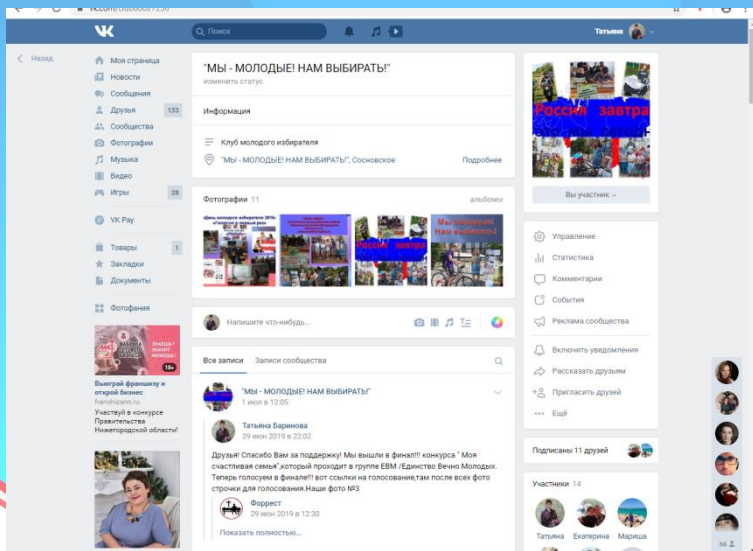 Поиск
Татьяна
Назад
Моя страница
Новости
Сообщения
Друзья 133
Сообщества
Фотографии
Музыка
Видео
Игры 28
VK Pay
Товары 1
Закладки
Документы
Фотофания
18+
Выиграй франшизу и
открой бизнес
franshizann.ru
Участвуй в конкурсе
Правительства
Нижегородской области!
"МЫ - МОЛОДЫЕ! НАМ ВЫБИРАТЬ!"
изменить статус
Информация
Клуб молодого избирателя
"МЫ - МОЛОДЫЕ! НАМ ВЫБИРАТЬ!", Сосновское Подробнее
Фотографии 11 альбомы
Россия завтра
Напишите что-нибудь...
Все записи Записи сообщества
"МЫ - МОЛОДЫЕ! НАМ ВЫБИРАТЬ!"
1 июл в 12:05
Татьяна Баринова
29 июн 2019 в 22:02
Друзья! Спасибо Вам за поддержку! Мы вышли в финал!!! конкурса " Моя
счастливая семья",который проходит в группе ЕВМ /Единство Вечно Молодых.
Теперь голосуем в финале!!! вот ссылки на голосование,там после всех фото
строчки для голосования.Наши фото №3
Форрест
29 июн 2019 в 12:30
Показать полностью...
Россия завтра
Вы участник
Управление
Статистика
Комментарии
События
Реклама сообщества
Включить уведомления
Рассказать друзьям
Пригласить друзей
Ещё
Подписаны 11 друзей
Участники 14
Татьяна Екатерина Мариша